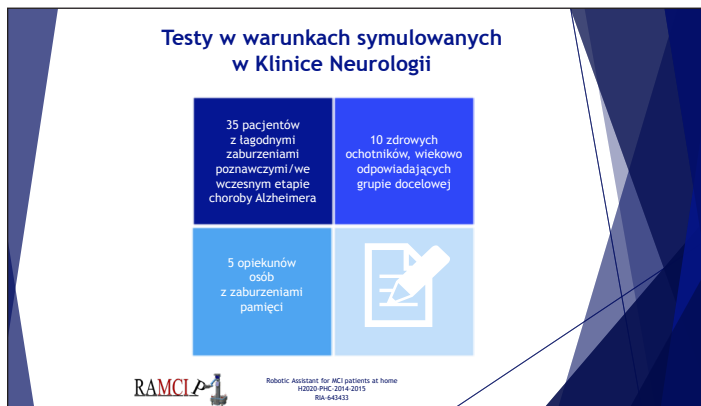 Testy w warunkach symulowanych
w Klinice Neurologii
35 pacjentów
z łagodnymi
zaburzeniami
poznawczymi/we
wczesnym etapie
choroby Alzheimera
10 zdrowych
ochotników, wiekowo
odpowiadających
grupie docelowej
5 opiekunów
osób
z zaburzeniami
pamięci
RAMCIP
Robotic Assistant for MCI patients at home
H2020-PHC-2014-2015
RIA-643433